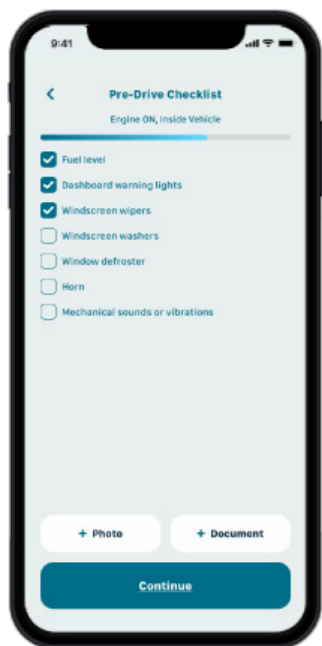 9:41
Pre-Drive Checklist
Engine ON, Inside Vehicle
Fuel level
Dashboard warning lights
Windscreen wipers
Windscreen washers
Window defroster
Horn
Mechanical sounds or vibrations
+ Photo + Document
Continue